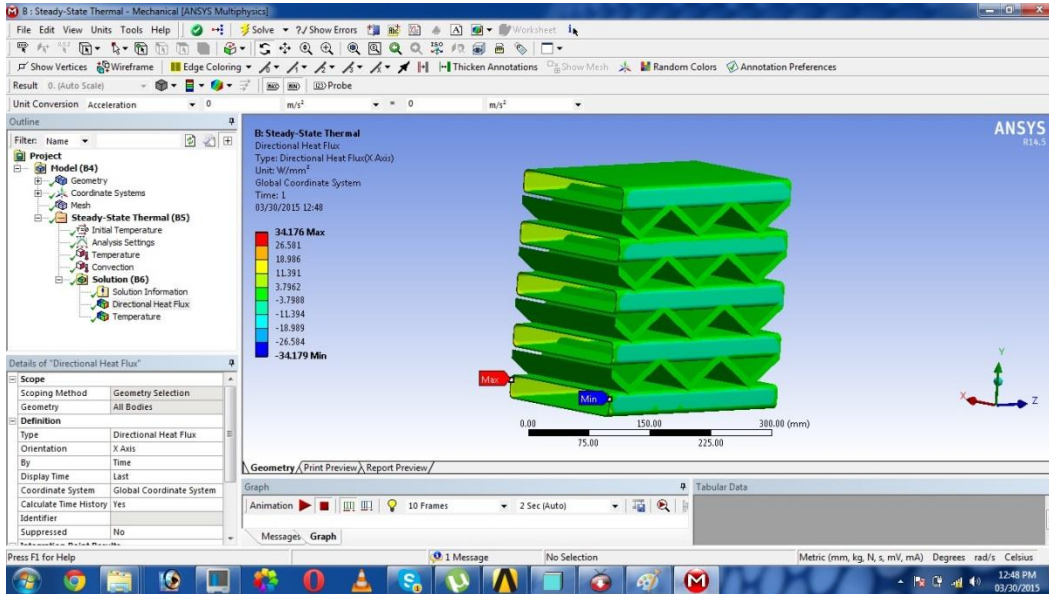 B : Steady-State Thermal - Mechanical [ANSYS Multiphysics]
File Edit View Units Tools Help Solve ?/ Show Errors Worksheet
Show Vertices Wireframe Edge Coloring Thicken Annotations Show Mesh Random Colors Annotation Preferences
Result 0. (Auto Scale) MAX MIN Probe
Unit Conversion Acceleration 0 m/s² = 0 m/s²
Outline
Filter: Name
Project
Model (B4)
Geometry
Coordinate Systems
Mesh
Steady-State Thermal (B5)
Initial Temperature
Analysis Settings
Temperature
Convection
Solution (B6)
Solution Information
Directional Heat Flux
Temperature
Details of "Directional Heat Flux"
Scope
Scoping Method Geometry Selection
Geometry All Bodies
Definition
Type Directional Heat Flux
Orientation X Axis
By Time
Display Time Last
Coordinate System Global Coordinate System
Calculate Time History Yes
Identifier
Suppressed No
Integration Point Results
B: Steady-State Thermal
Directional Heat Flux
Type: Directional Heat Flux(X Axis)
Unit: W/mm²
Global Coordinate System
Time: 1
03/30/2015 12:48
34.176 Max
26.581
18.986
11.391
3.7962
-3.7988
-11.394
-18.989
-26.584
-34.179 Min
ANSYS
R14.5
Max
Min
0.00 150.00 300.00 (mm)
75.00 225.00
Y
X Z
Geometry Print Preview Report Preview
Graph
Animation 10 Frames 2 Sec (Auto)
Messages Graph
Tabular Data
Press F1 for Help 1 Message No Selection Metric (mm, kg, N, s, mV, mA) Degrees rad/s Celsius
12:48 PM
03/30/2015